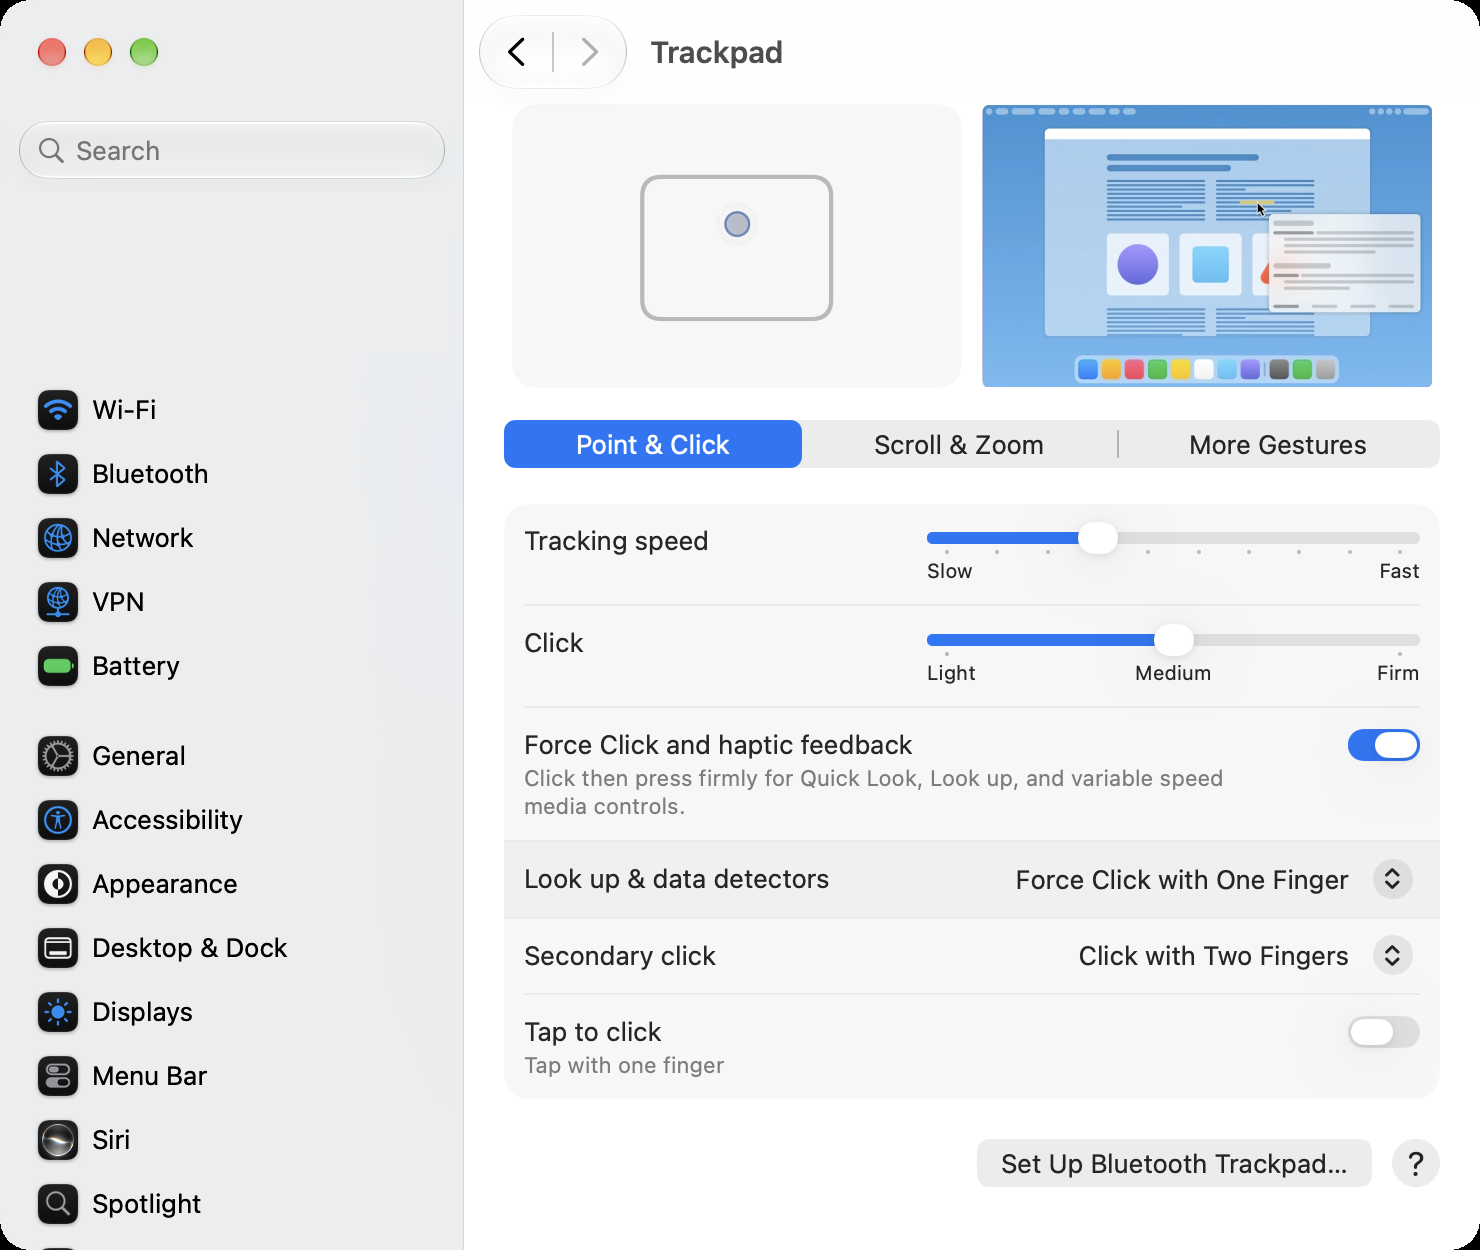 Search
Wi-Fi
Bluetooth
Network
VPN
Battery
General
Accessibility
Appearance
Desktop & Dock
Displays
Menu Bar
Siri
Spotlight
Trackpad
Point & Click
Scroll & Zoom
More Gestures
Tracking speed
Slow
Fast
Click
Light
Medium
Firm
Force Click and haptic feedback
Click then press firmly for Quick Look, Look up, and variable speed
media controls.
Look up & data detectors
Force Click with One Finger
Secondary click
Click with Two Fingers
Tap to click
Tap with one finger
Set Up Bluetooth Trackpad...
?